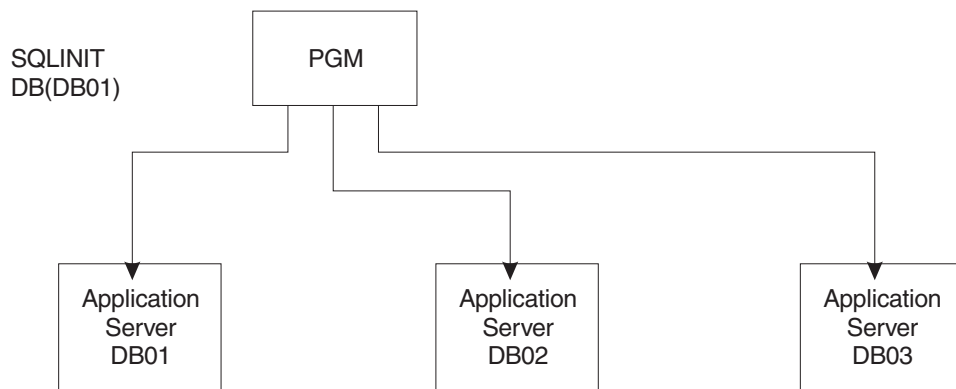 SQLINIT
DB(DB01)
PGM
Application
Server
DB01
Application
Server
DB02
Application
Server
DB03